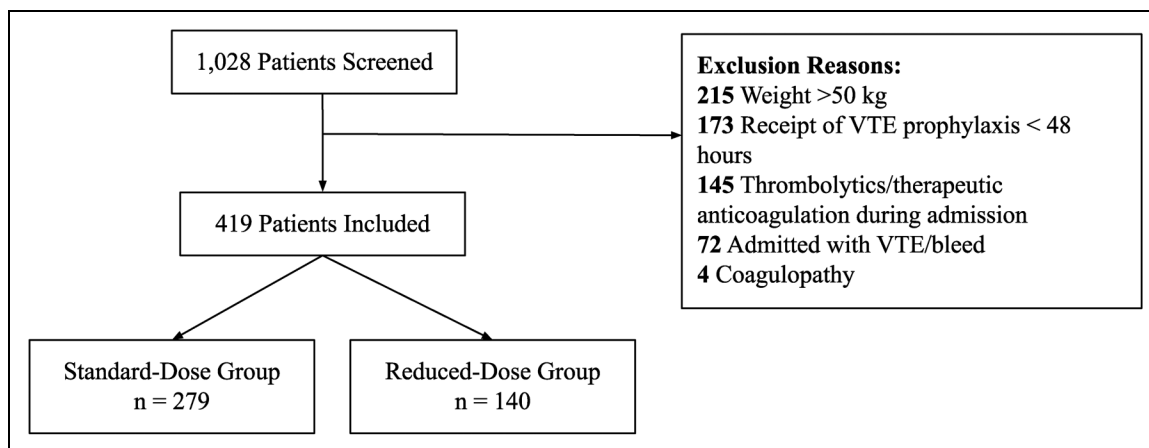 1,028 Patients Screened
Exclusion Reasons:
215 Weight >50 kg
173 Receipt of VTE prophylaxis < 48
hours
145 Thrombolytics/therapeutic
anticoagulation during admission
72 Admitted with VTE/bleed
4 Coagulopathy
419 Patients Included
Standard-Dose Group
n = 279
Reduced-Dose Group
n = 140